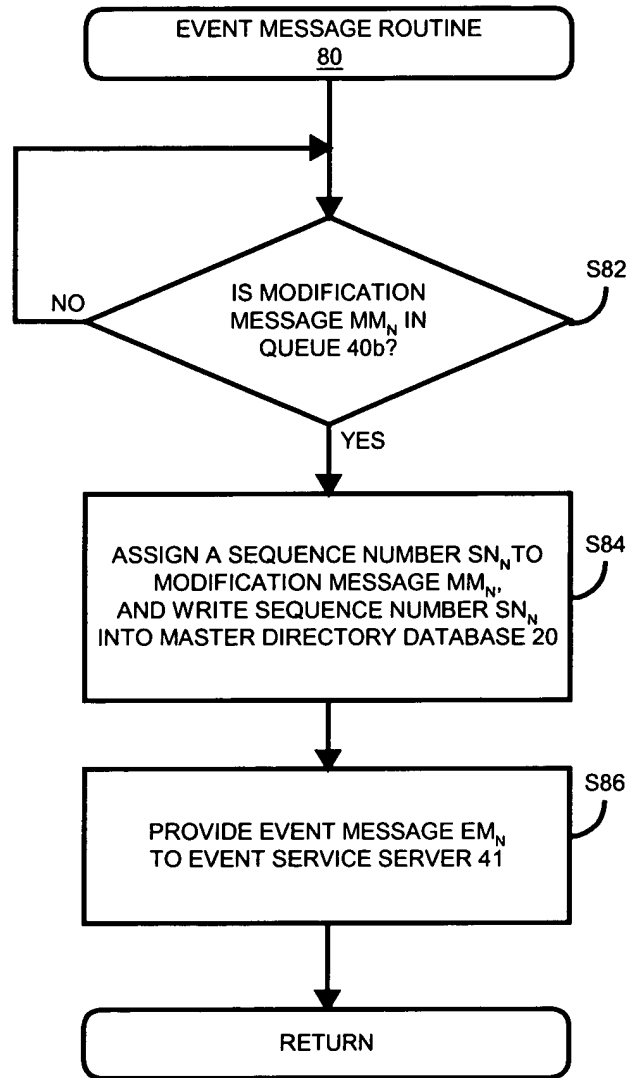 EVENT MESSAGE ROUTINE
80
S82
IS MODIFICATION
MESSAGE MM_N IN
QUEUE 40b?
NO
YES
S84
ASSIGN A SEQUENCE NUMBER SN_N TO
MODIFICATION MESSAGE MM_N,
AND WRITE SEQUENCE NUMBER SN_N
INTO MASTER DIRECTORY DATABASE 20
S86
PROVIDE EVENT MESSAGE EM_N
TO EVENT SERVICE SERVER 41
RETURN